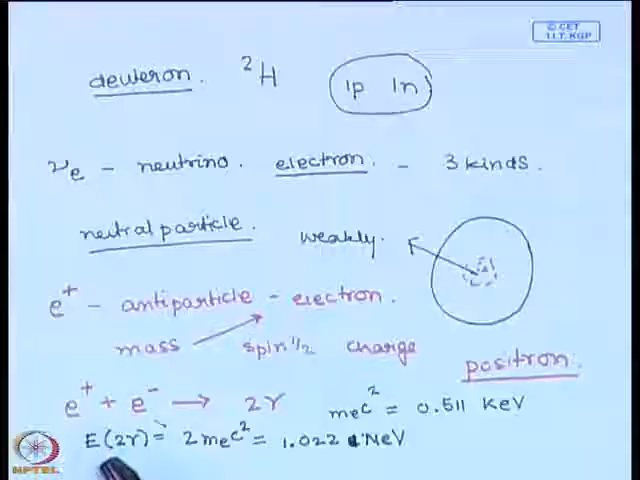 © CET
I.I.T. KGP
deuteron. ²H 1p 1n
νe - neutrino. electron. - 3 kinds.
neutral particle. weakly.
e⁺ - antiparticle - electron.
mass spin ½ charge
positron.
e⁺ + e⁻ → 2γ mec² = 0.511 KeV
E(2γ) = 2mec² = 1.022 MeV
NPTEL